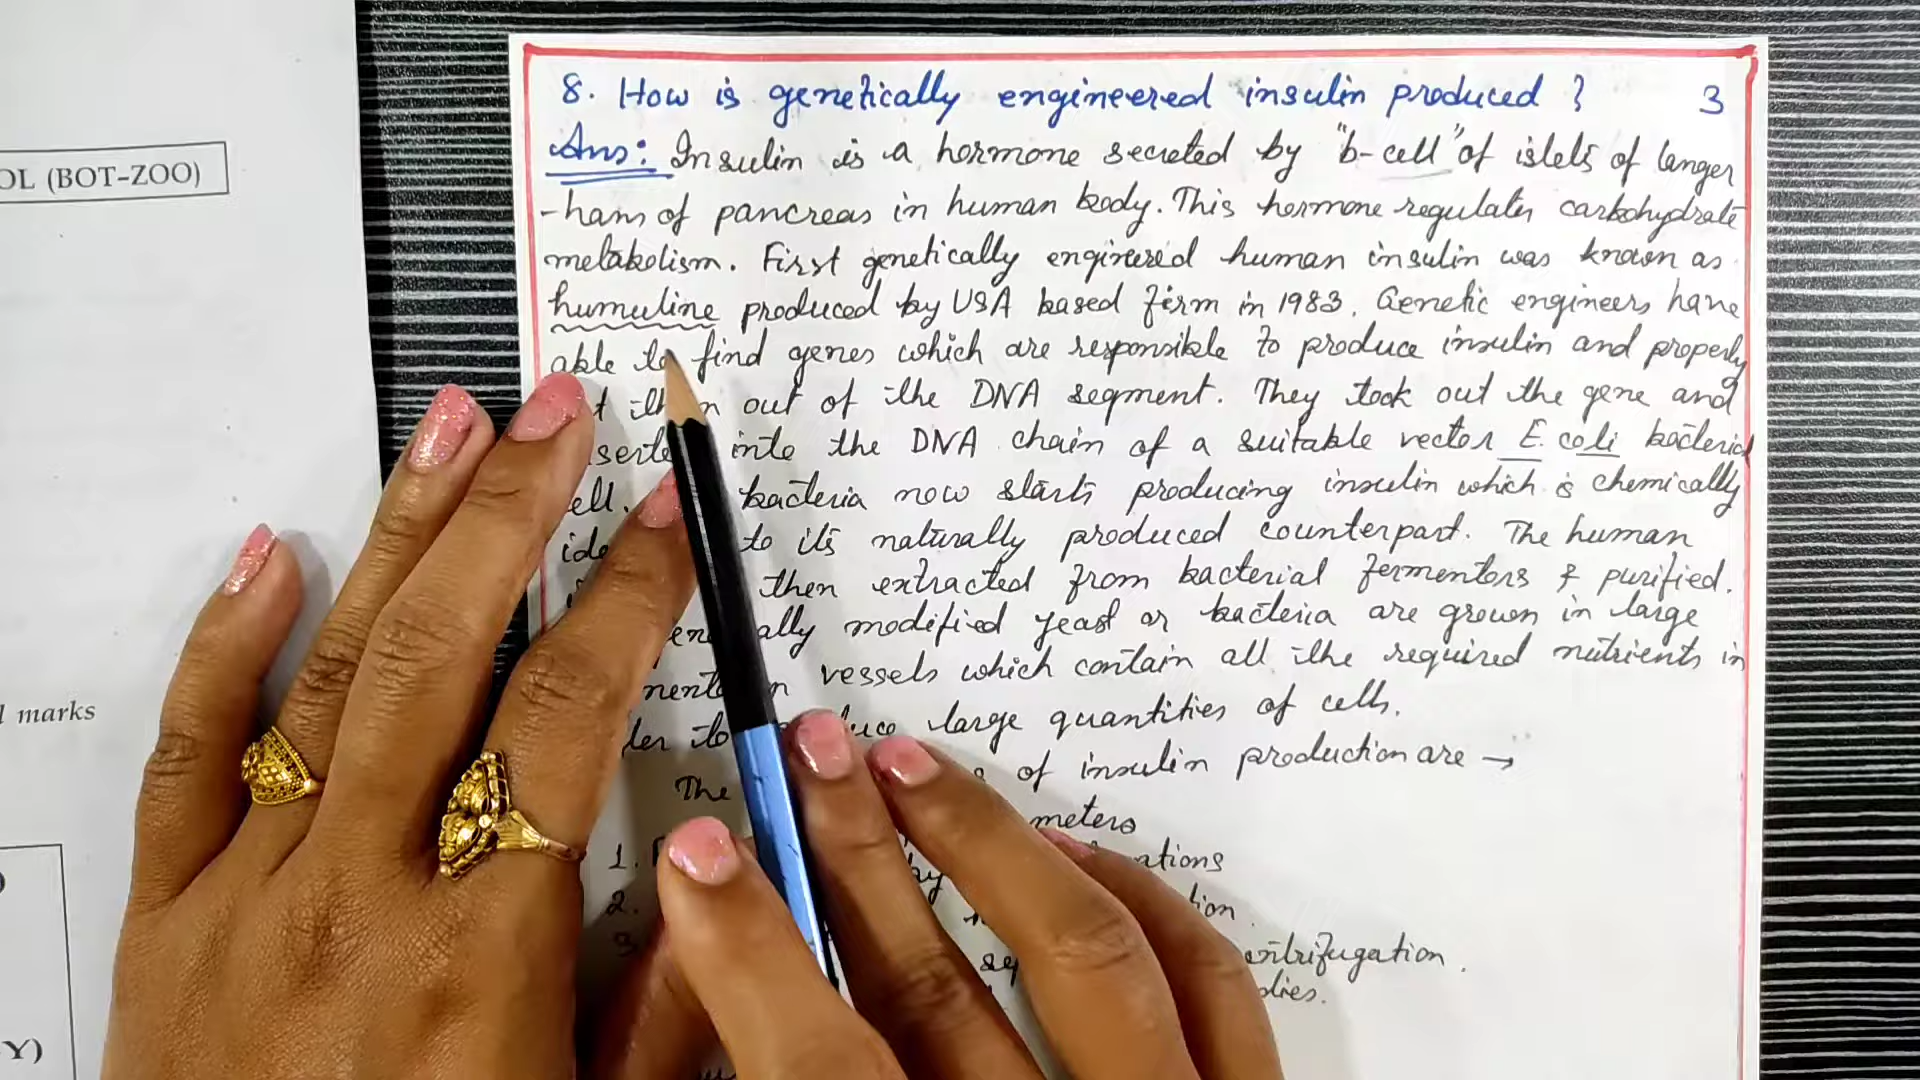 8. How is genetically engineered insulin produced ? 3
Ans: Insulin is a hormone secreted by "b-cell" of islets of langer
-hans of pancreas in human body. This hormone regulates carbohydrate
metabolism. First genetically engineered human insulin was known as
humuline produced by USA based firm in 1983. Genetic engineers have
able to find genes which are responsible to produce insulin and properly
out of the DNA segment. They took out the gene and
into the DNA chain of a suitable vector E. coli bacterial
bacteria now starts producing insulin which is chemically
to its naturally produced counterpart. The human
then extracted from bacterial fermentors & purified.
modified yeast or bacteria are grown in large
vessels which contain all the required nutrients in
large quantities of cells.
The of insulin production are →
meters
1.
2.
3.
OL (BOT-ZOO)
marks
Y)